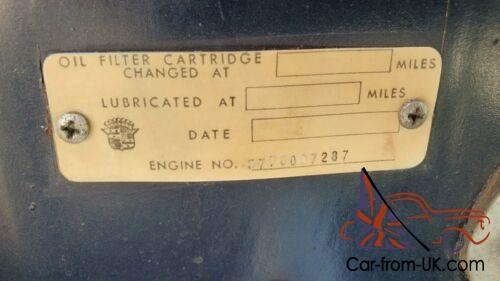 OIL FILTER CARTRIDGE
CHANGED AT MILES
LUBRICATED AT MILES
DATE
ENGINE NO.
Car-from-UK.com